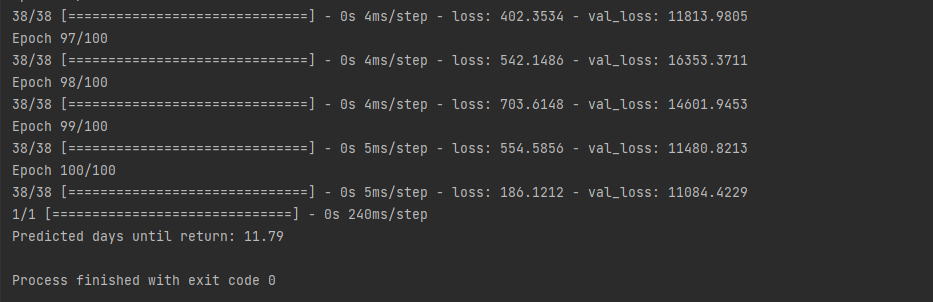 38/38 [==============================] - 0s 4ms/step - loss: 402.3534 - val_loss: 11813.9805
Epoch 97/100
38/38 [==============================] - 0s 4ms/step - loss: 542.1486 - val_loss: 16353.3711
Epoch 98/100
38/38 [==============================] - 0s 4ms/step - loss: 703.6148 - val_loss: 14601.9453
Epoch 99/100
38/38 [==============================] - 0s 5ms/step - loss: 554.5856 - val_loss: 11480.8213
Epoch 100/100
38/38 [==============================] - 0s 5ms/step - loss: 186.1212 - val_loss: 11084.4229
1/1 [==============================] - 0s 240ms/step
Predicted days until return: 11.79
Process finished with exit code 0